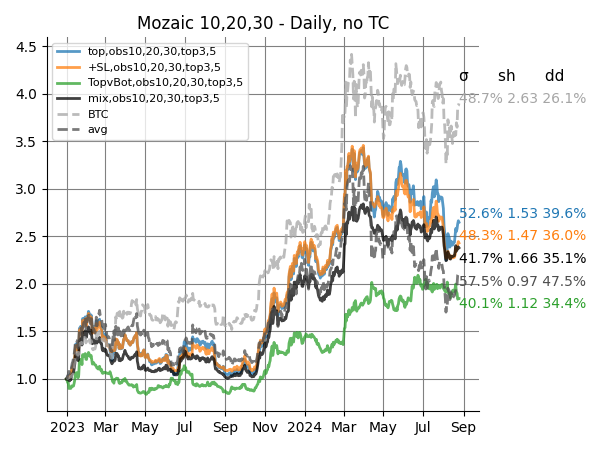 Mozaic 10,20,30 - Daily, no TC
4.5
4.0
3.5
3.0
2.5
2.0
1.5
1.0
top,obs10,20,30,top3,5
+SL,obs10,20,30,top3,5
TopvBot,obs10,20,30,top3,5
mix,obs10,20,30,top3,5
BTC
avg
σ sh dd
48.7% 2.63 26.1%
52.6% 1.53 39.6%
48.3% 1.47 36.0%
41.7% 1.66 35.1%
57.5% 0.97 47.5%
40.1% 1.12 34.4%
2023 Mar May Jul Sep Nov 2024 Mar May Jul Sep